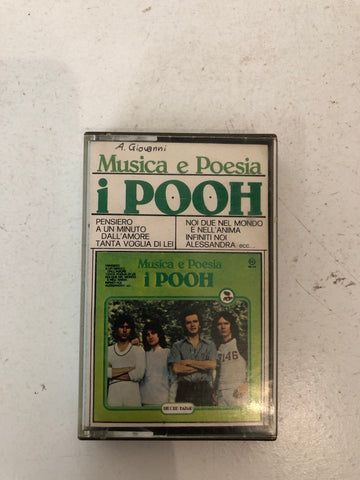 A. Giovanni
Musica e Poesia
i POOH
PENSIERO
A UN MINUTO
DALL'AMORE
TANTA VOGLIA DI LEI
NOI DUE NEL MONDO
E NELL'ANIMA
INFINITI NOI
ALESSANDRA ecc...
Musica e Poesia
i POOH
46